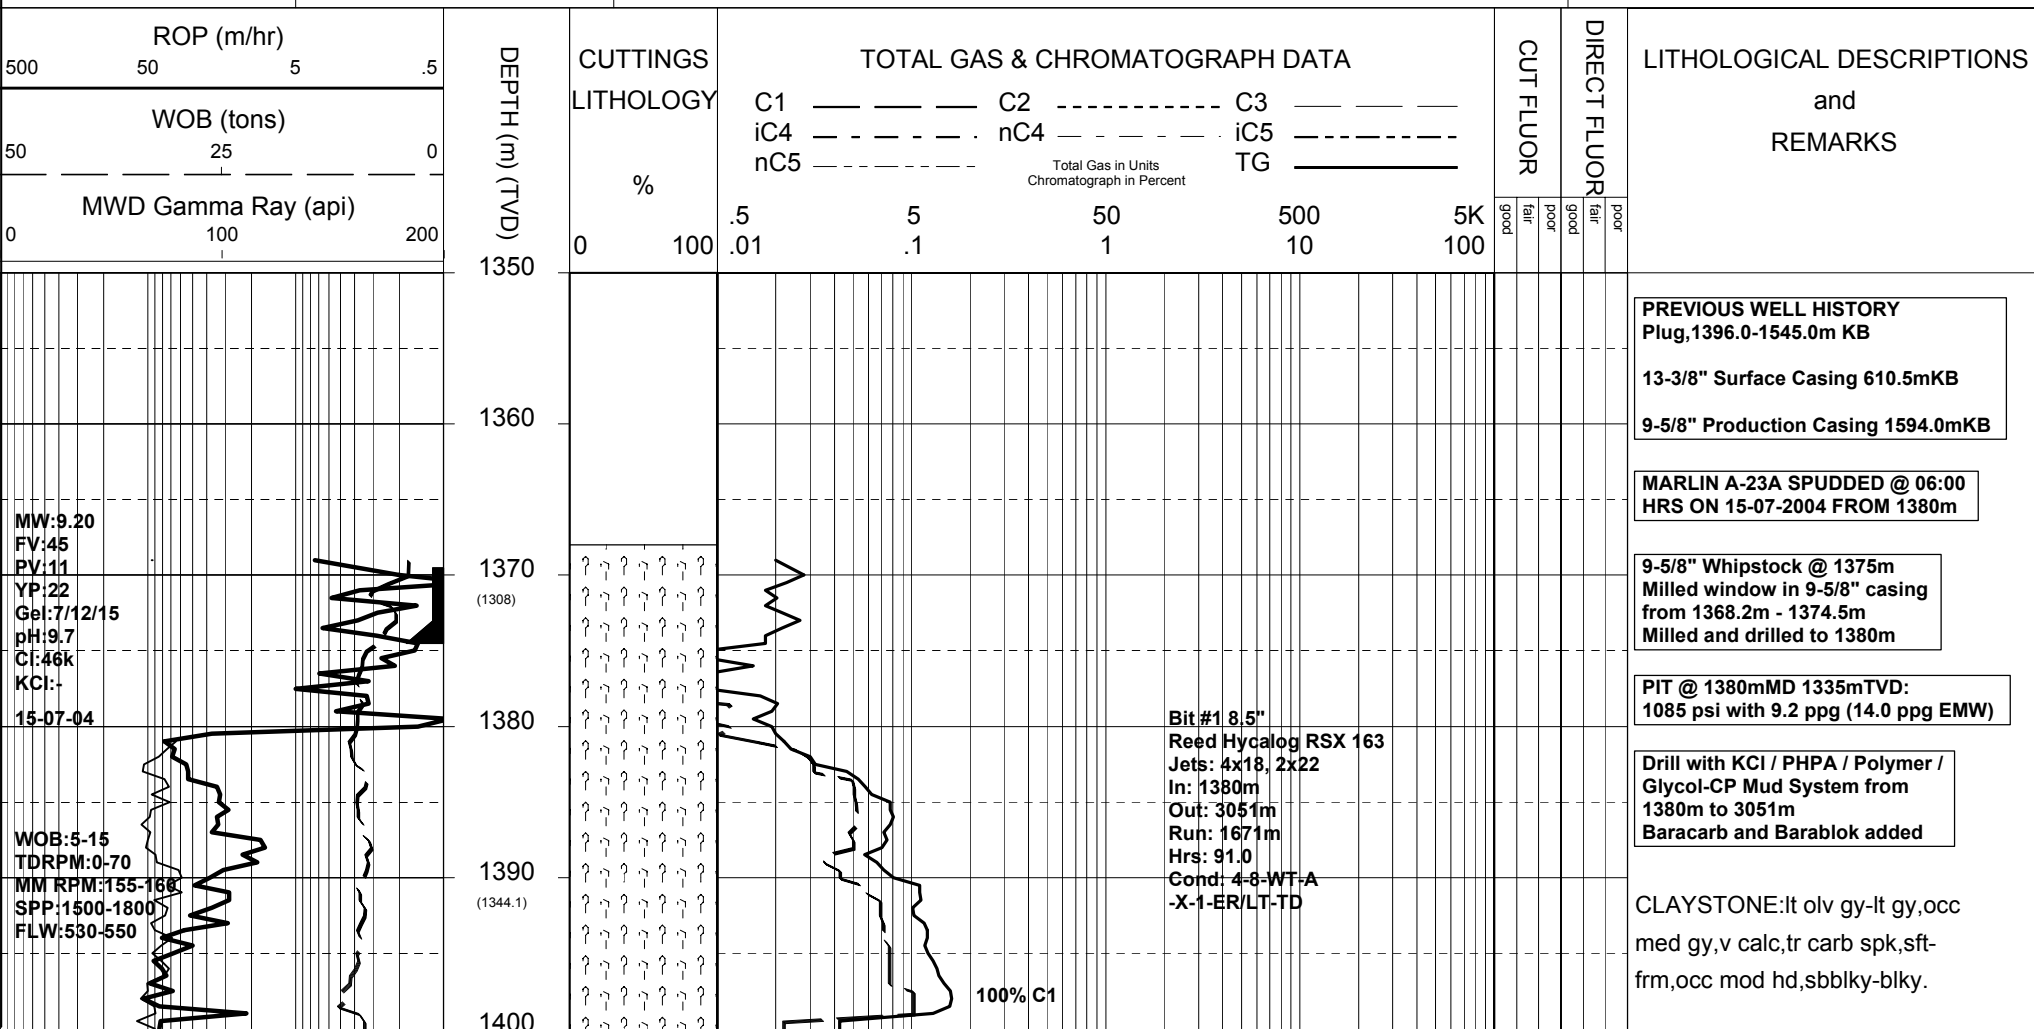 ROP (m/hr)
500 50 5 .5
WOB (tons)
50 25 0
MWD Gamma Ray (api)
0 100 200
DEPTH (m) (TVD)
CUTTINGS
LITHOLOGY
%
0 100
TOTAL GAS & CHROMATOGRAPH DATA
C1 C2 C3
iC4 nC4 iC5
nC5 TG
Total Gas in Units
Chromatograph in Percent
.5 5 50 500 5K
.01 .1 1 10 100
CUT FLUOR
good fair poor
DIRECT FLUOR
good fair poor
LITHOLOGICAL DESCRIPTIONS
and
REMARKS
1350
1360
1370
(1308)
1380
1390
(1344.1)
1400
MW:9.20
FV:45
PV:11
YP:22
Gel:7/12/15
pH:9.7
Cl:46k
KCl:-
15-07-04
WOB:5-15
TDRPM:0-70
MM RPM:155-160
SPP:1500-1800
FLW:530-550
100% C1
Bit #1 8.5"
Reed Hycalog RSX 163
Jets: 4x18, 2x22
In: 1380m
Out: 3051m
Run: 1671m
Hrs: 91.0
Cond: 4-8-WT-A
-X-1-ER/LT-TD
PREVIOUS WELL HISTORY
Plug,1396.0-1545.0m KB
13-3/8" Surface Casing 610.5mKB
9-5/8" Production Casing 1594.0mKB
MARLIN A-23A SPUDDED @ 06:00
HRS ON 15-07-2004 FROM 1380m
9-5/8" Whipstock @ 1375m
Milled window in 9-5/8" casing
from 1368.2m - 1374.5m
Milled and drilled to 1380m
PIT @ 1380mMD 1335mTVD:
1085 psi with 9.2 ppg (14.0 ppg EMW)
Drill with KCl / PHPA / Polymer /
Glycol-CP Mud System from
1380m to 3051m
Baracarb and Barablok added
CLAYSTONE:lt olv gy-lt gy,occ
med gy,v calc,tr carb spk,sft-
frm,occ mod hd,sbblky-blky.